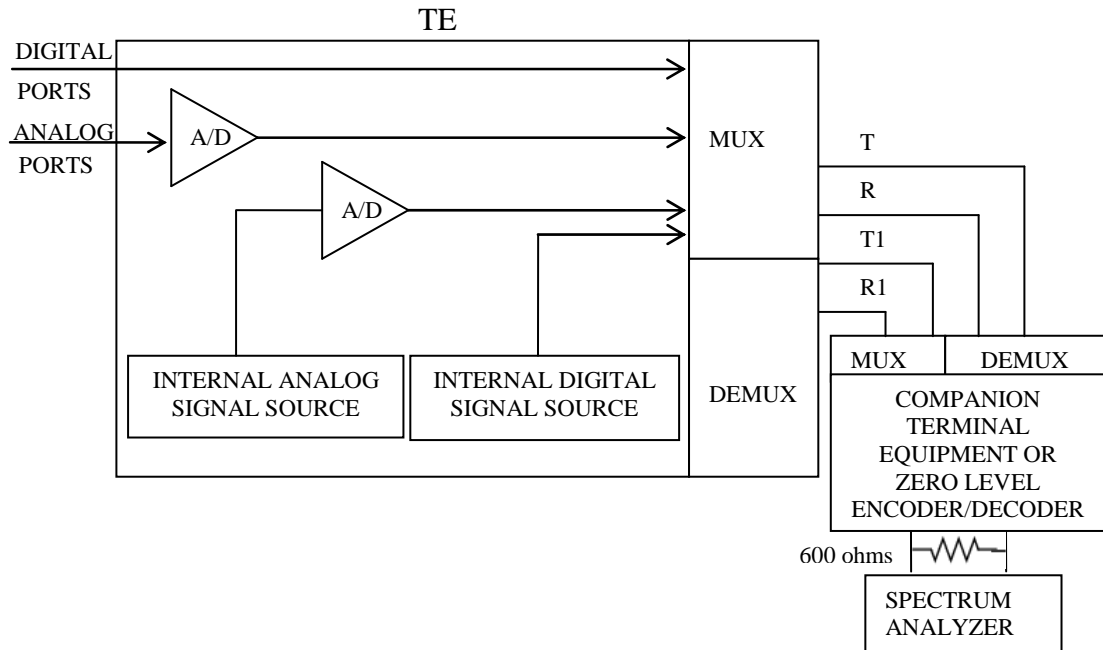 TE
DIGITAL
PORTS
ANALOG
PORTS
A/D
A/D
MUX
T
R
T1
R1
INTERNAL ANALOG
SIGNAL SOURCE
INTERNAL DIGITAL
SIGNAL SOURCE
DEMUX
MUX
DEMUX
COMPANION
TERMINAL
EQUIPMENT OR
ZERO LEVEL
ENCODER/DECODER
600 ohms
SPECTRUM
ANALYZER